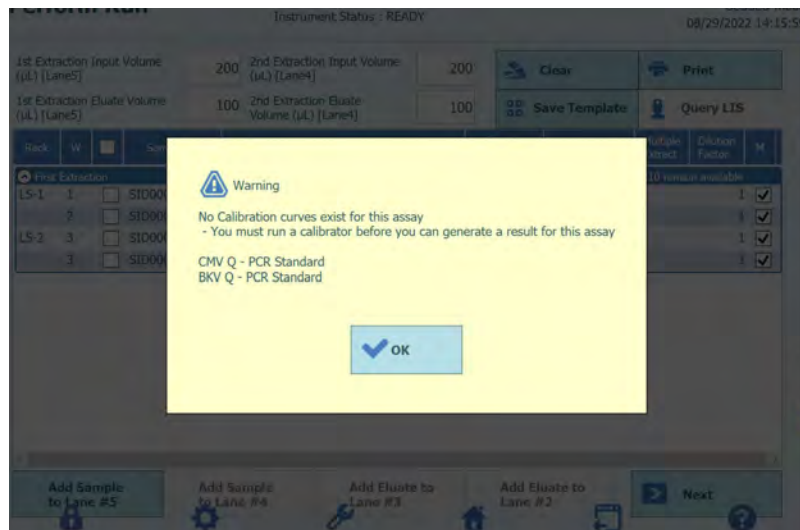 Perform Run
Instrument Status : READY
08/29/2022 14:15:5
1st Extraction Input Volume (µL) [Lane5]
200
2nd Extraction Input Volume (µL) [Lane4]
200
Clear
Print
1st Extraction Eluate Volume (µL) [Lane5]
100
2nd Extraction Eluate Volume (µL) [Lane4]
100
Save Template
Query LIS
Rack
W
Multiple Extract
Dilution Factor
M
First Extraction
LS-1 1 SID00 1
2 SID00 1
LS-2 3 SID00 1
3 SID00 1
Warning
No Calibration curves exist for this assay
- You must run a calibrator before you can generate a result for this assay
CMV Q - PCR Standard
BKV Q - PCR Standard
OK
Add Sample to Lane #5
Add Sample to Lane #4
Add Eluate to Lane #3
Add Eluate to Lane #2
Next